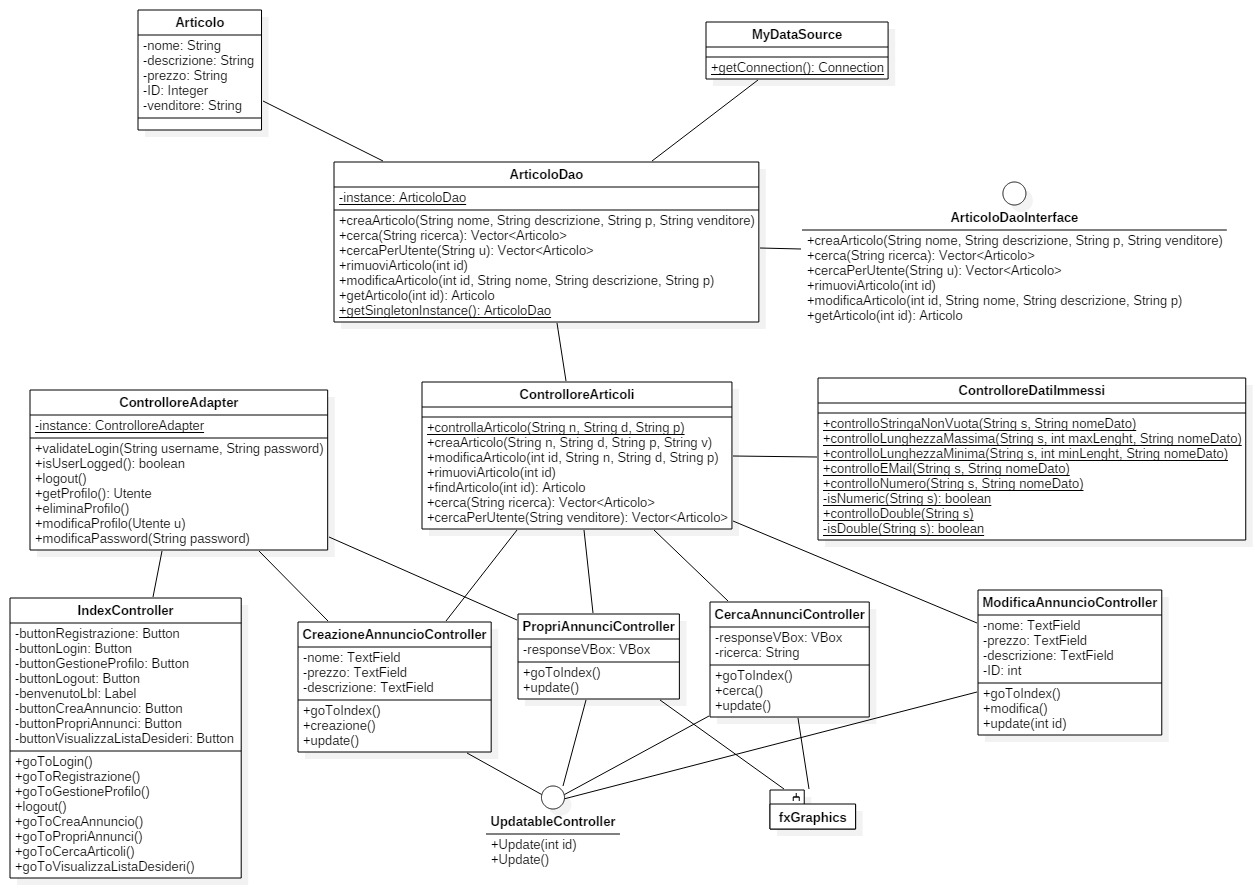 Articolo
-nome: String
-descrizione: String
-prezzo: String
-ID: Integer
-venditore: String
MyDataSource
+getConnection(): Connection
ArticoloDao
-instance: ArticoloDao
+creaArticolo(String nome, String descrizione, String p, String venditore)
+cerca(String ricerca): Vector<Articolo>
+cercaPerUtente(String u): Vector<Articolo>
+rimuoviArticolo(int id)
+modificaArticolo(int id, String nome, String descrizione, String p)
+getArticolo(int id): Articolo
+getSingletonInstance(): ArticoloDao
ArticoloDaoInterface
+creaArticolo(String nome, String descrizione, String p, String venditore)
+cerca(String ricerca): Vector<Articolo>
+cercaPerUtente(String u): Vector<Articolo>
+rimuoviArticolo(int id)
+modificaArticolo(int id, String nome, String descrizione, String p)
+getArticolo(int id): Articolo
ControlloreAdapter
-instance: ControlloreAdapter
+validateLogin(String username, String password)
+isUserLogged(): boolean
+logout()
+getProfilo(): Utente
+eliminaProfilo()
+modificaProfilo(Utente u)
+modificaPassword(String password)
ControlloreArticoli
+controllaArticolo(String n, String d, String p)
+creaArticolo(String n, String d, String p, String v)
+modificaArticolo(int id, String n, String d, String p)
+rimuoviArticolo(int id)
+findArticolo(int id): Articolo
+cerca(String ricerca): Vector<Articolo>
+cercaPerUtente(String venditore): Vector<Articolo>
ControlloreDatiImmessi
+controlloStringaNonVuota(String s, String nomeDato)
+controlloLunghezzaMassima(String s, int maxLenght, String nomeDato)
+controlloLunghezzaMinima(String s, int minLenght, String nomeDato)
+controlloEMail(String s, String nomeDato)
+controlloNumero(String s, String nomeDato)
-isNumeric(String s): boolean
+controlloDouble(String s)
-isDouble(String s): boolean
IndexController
-buttonRegistrazione: Button
-buttonLogin: Button
-buttonGestioneProfilo: Button
-buttonLogout: Button
-benvenutoLbl: Label
-buttonCreaAnnuncio: Button
-buttonPropriAnnunci: Button
-buttonVisualizzaListaDesideri: Button
+goToLogin()
+goToRegistrazione()
+goToGestioneProfilo()
+logout()
+goToCreaAnnuncio()
+goToPropriAnnunci()
+goToCercaArticoli()
+goToVisualizzaListaDesideri()
CreazioneAnnuncioController
-nome: TextField
-prezzo: TextField
-descrizione: TextField
+goToIndex()
+creazione()
+update()
PropriAnnunciController
-responseVBox: VBox
+goToIndex()
+update()
CercaAnnunciController
-responseVBox: VBox
-ricerca: String
+goToIndex()
+cerca()
+update()
ModificaAnnuncioController
-nome: TextField
-prezzo: TextField
-descrizione: TextField
-ID: int
+goToIndex()
+modifica()
+update(int id)
UpdatableController
+Update(int id)
+Update()
fxGraphics